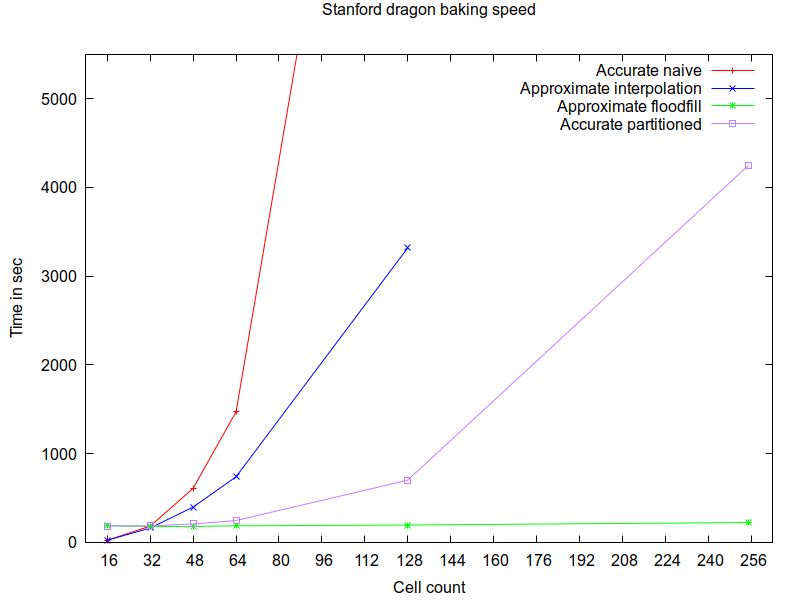 Stanford dragon baking speed
Accurate naive
Approximate interpolation
Approximate floodfill
Accurate partitioned
5000
4000
3000
2000
1000
0
Time in sec
16 32 48 64 80 96 112 128 144 160 176 192 208 224 240 256
Cell count